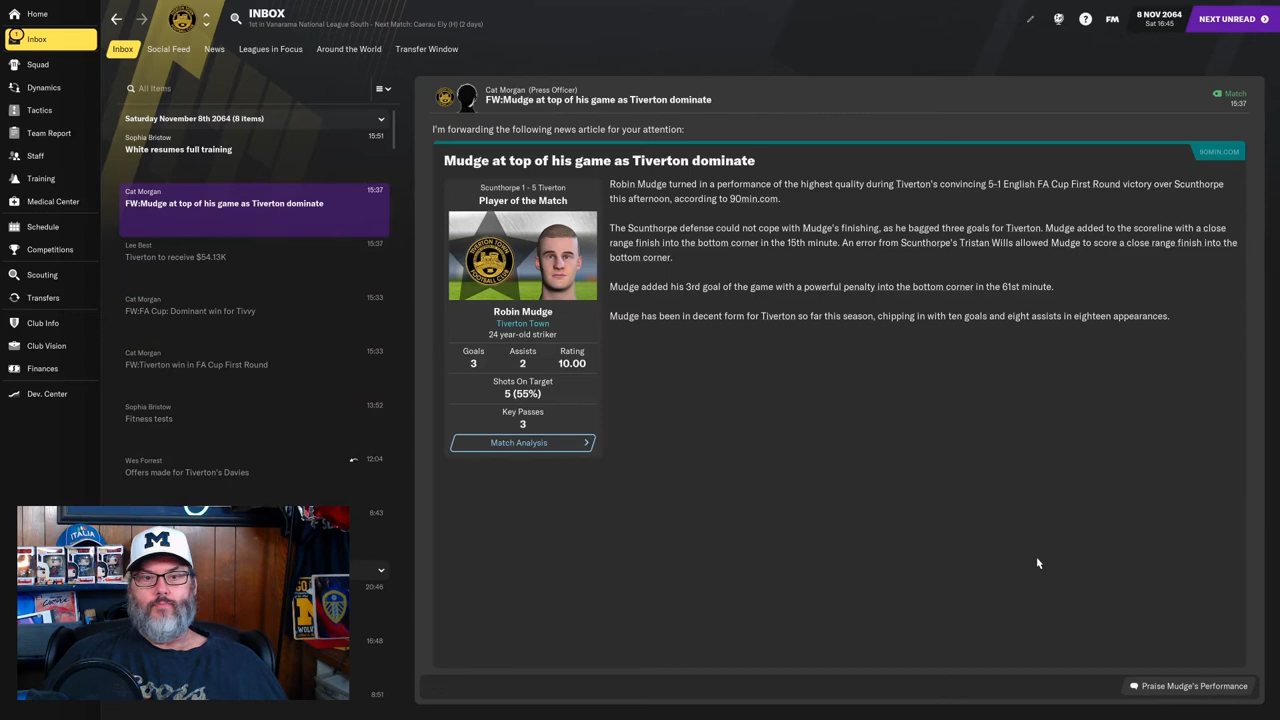 Home
Inbox
1
Squad
Dynamics
Tactics
Team Report
Staff
Training
Medical Center
Schedule
Competitions
Scouting
Transfers
Club Info
Club Vision
Finances
Dev. Center
INBOX
1st in Vanarama National League South - Next Match: Caerau Ely (H) (2 days)
FM
8 NOV 2064
Sat 16:45
NEXT UNREAD
Inbox
Social Feed
News
Leagues in Focus
Around the World
Transfer Window
All Items
Saturday November 8th 2064 (8 items)
Sophia Bristow
15:51
White resumes full training
Cat Morgan
15:37
FW:Mudge at top of his game as Tiverton dominate
Lee Best
15:37
Tiverton to receive $54.13K
Cat Morgan
15:33
FW:FA Cup: Dominant win for Tivvy
Cat Morgan
15:33
FW:Tiverton win in FA Cup First Round
Sophia Bristow
13:52
Fitness tests
Wes Forrest
12:04
Offers made for Tiverton's Davies
8:43
20:46
16:48
8:51
Cat Morgan (Press Officer)
FW:Mudge at top of his game as Tiverton dominate
Match
15:37
I'm forwarding the following news article for your attention:
Mudge at top of his game as Tiverton dominate
90MIN.COM
Scunthorpe 1 - 5 Tiverton
Player of the Match
TIVERTON TOWN
FOOTBALL CLUB
Robin Mudge
Tiverton Town
24 year-old striker
Goals
Assists
Rating
3
2
10.00
Shots On Target
5 (55%)
Key Passes
3
Match Analysis
Robin Mudge turned in a performance of the highest quality during Tiverton's convincing 5-1 English FA Cup First Round victory over Scunthorpe
this afternoon, according to 90min.com.
The Scunthorpe defense could not cope with Mudge's finishing, as he bagged three goals for Tiverton. Mudge added to the scoreline with a close
range finish into the bottom corner in the 15th minute. An error from Scunthorpe's Tristan Wills allowed Mudge to score a close range finish into the
bottom corner.
Mudge added his 3rd goal of the game with a powerful penalty into the bottom corner in the 61st minute.
Mudge has been in decent form for Tiverton so far this season, chipping in with ten goals and eight assists in eighteen appearances.
Praise Mudge's Performance
ITALIA
M
Coors